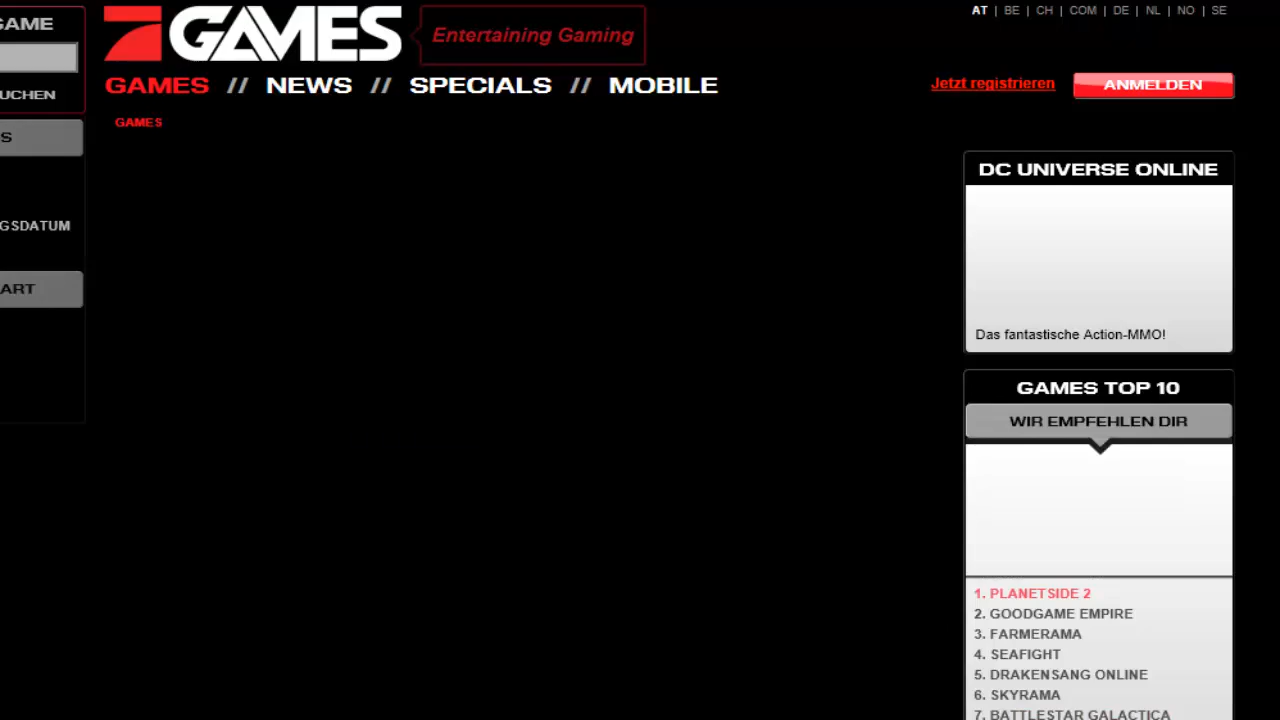 GAME
UCHEN
S
GSDATUM
ART
7 GAMES
Entertaining Gaming
AT | BE | CH | COM | DE | NL | NO | SE
GAMES // NEWS // SPECIALS // MOBILE
Jetzt registrieren
ANMELDEN
GAMES
DC UNIVERSE ONLINE
Das fantastische Action-MMO!
GAMES TOP 10
WIR EMPFEHLEN DIR
1. PLANETSIDE 2
2. GOODGAME EMPIRE
3. FARMERAMA
4. SEAFIGHT
5. DRAKENSANG ONLINE
6. SKYRAMA
7. BATTLESTAR GALACTICA